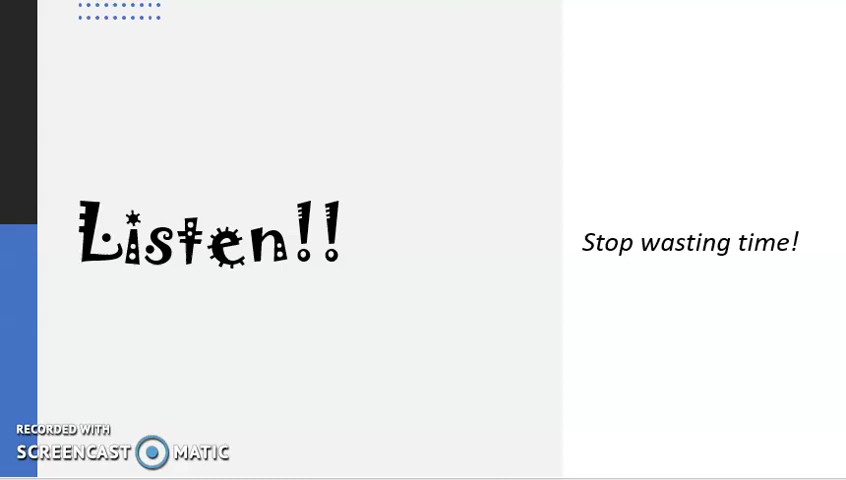 Listen!!
Stop wasting time!
RECORDED WITH
SCREENCAST MATIC